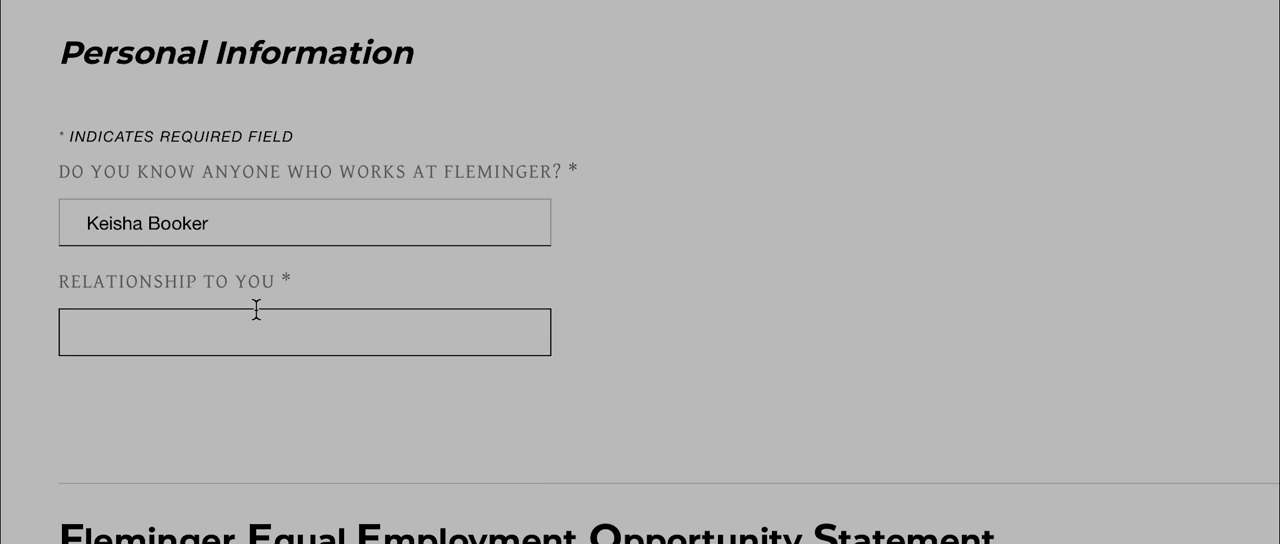 Personal Information
* INDICATES REQUIRED FIELD
DO YOU KNOW ANYONE WHO WORKS AT FLEMINGER? *
Keisha Booker
RELATIONSHIP TO YOU *
Fleminger Equal Employment Opportunity Statement